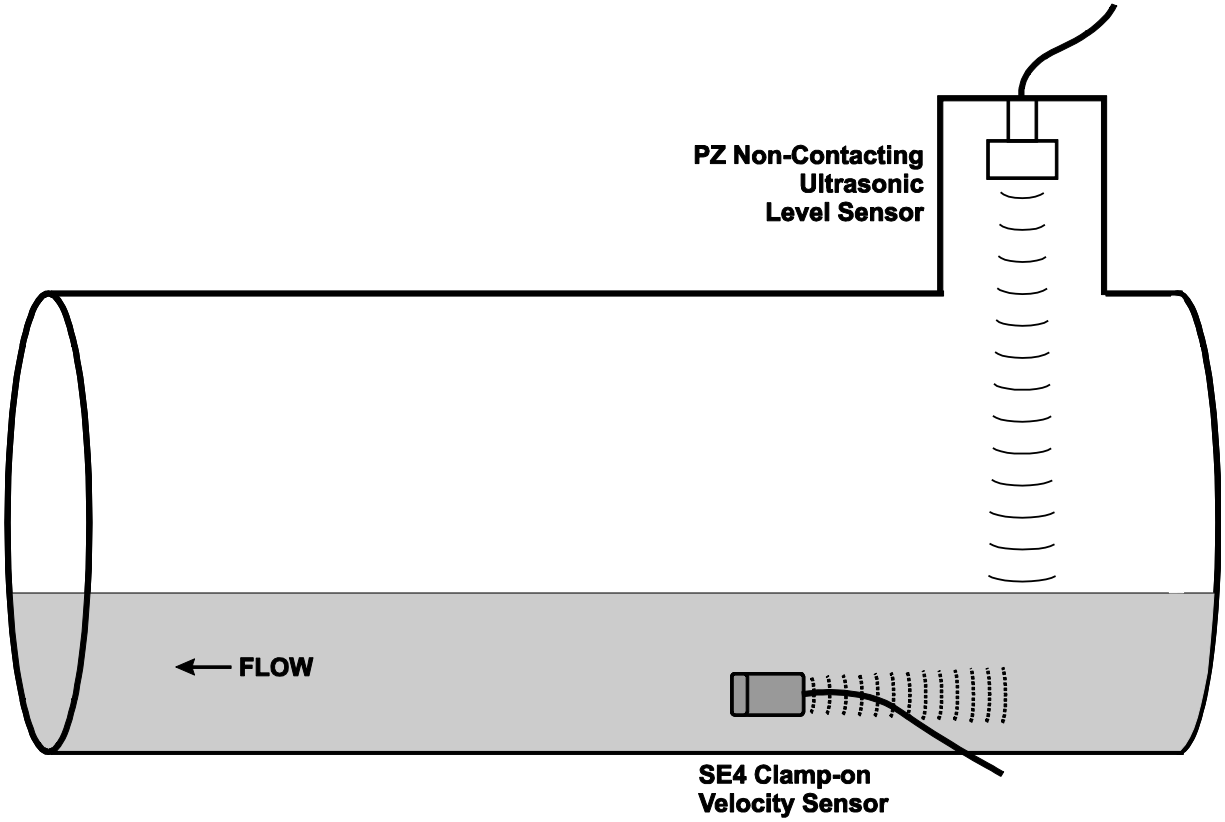 PZ Non-Contacting
Ultrasonic
Level Sensor
FLOW
SE4 Clamp-on
Velocity Sensor